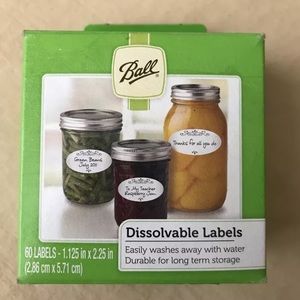 Ball
Green Beans
July 2011
To My Teacher
Raspberry Jam
Thanks for all you do
Dissolvable Labels
Easily washes away with water
Durable for long term storage
60 LABELS - 1.125 in x 2.25 in
(2.86 cm x 5.71 cm)